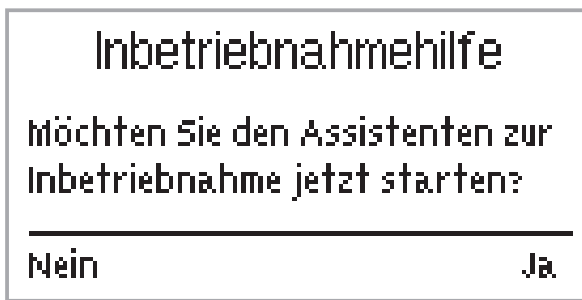 Inbetriebnahmehilfe
Möchten Sie den Assistenten zur
Inbetriebnahme jetzt starten?
Nein Ja